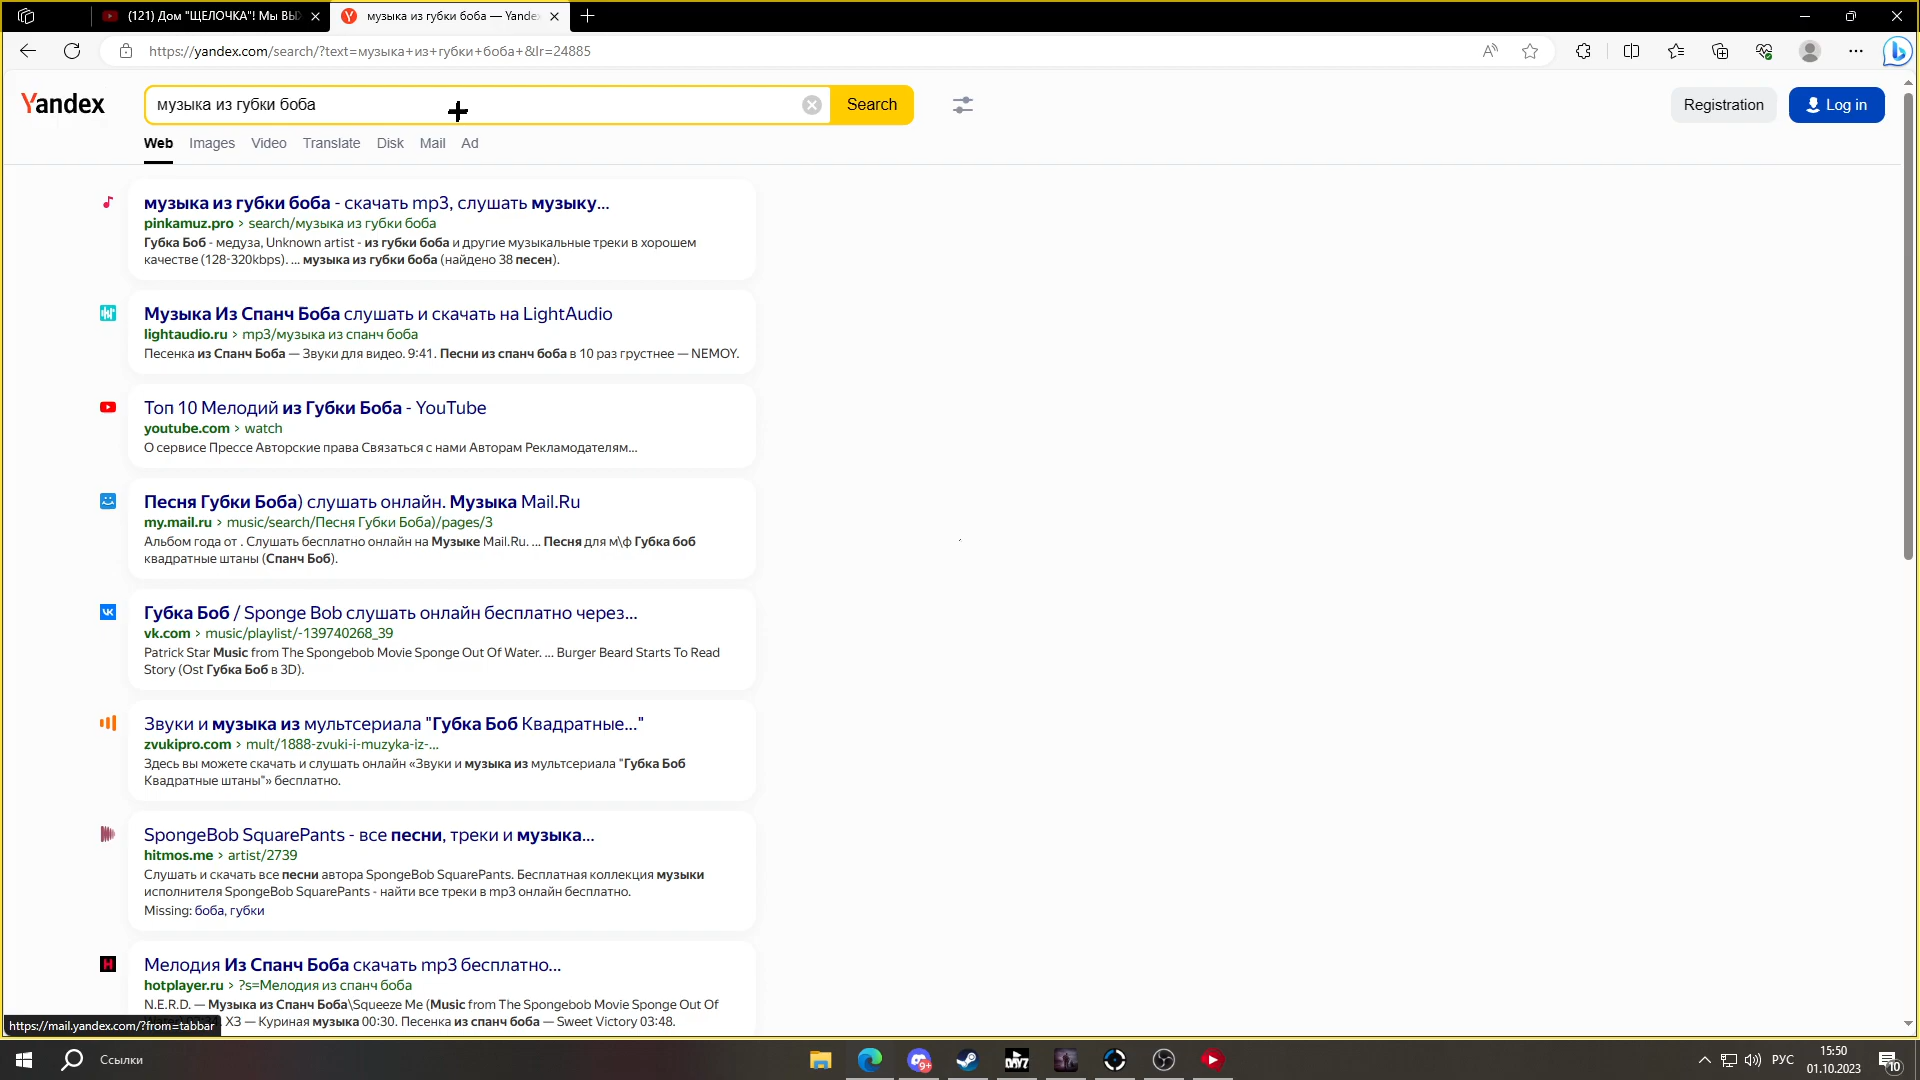 (121) Дом "ЩЕЛОЧКА"! Мы ВЫ
музыка из губки боба — Yandex
https://yandex.com/search/?text=музыка+из+губки+боба+&lr=24885
Yandex
музыка из губки боба
Search
Registration
Log in
Web Images Video Translate Disk Mail Ad
музыка из губки боба - скачать mp3, слушать музыку...
pinkamuz.pro > search/музыка из губки боба
Губка Боб - медуза, Unknown artist - из губки боба и другие музыкальные треки в хорошем
качестве (128-320kbps). ... музыка из губки боба (найдено 38 песен).
Музыка Из Спанч Боба слушать и скачать на LightAudio
lightaudio.ru > mp3/музыка из спанч боба
Песенка из Спанч Боба — Звуки для видео. 9:41. Песни из спанч боба в 10 раз грустнее — NEMOY.
Топ 10 Мелодий из Губки Боба - YouTube
youtube.com > watch
О сервисе Прессе Авторские права Связаться с нами Авторам Рекламодателям...
Песня Губки Боба) слушать онлайн. Музыка Mail.Ru
my.mail.ru > music/search/Песня Губки Боба)/pages/3
Альбом года от . Слушать бесплатно онлайн на Музыке Mail.Ru. ... Песня для м\ф Губка боб
квадратные штаны (Спанч Боб).
Губка Боб / Sponge Bob слушать онлайн бесплатно через...
vk.com > music/playlist/-139740268_39
Patrick Star Music from The Spongebob Movie Sponge Out Of Water. ... Burger Beard Starts To Read
Story (Ost Губка Боб в 3D).
Звуки и музыка из мультсериала "Губка Боб Квадратные..."
zvukipro.com > mult/1888-zvuki-i-muzyka-iz-...
Здесь вы можете скачать и слушать онлайн «Звуки и музыка из мультсериала "Губка Боб
Квадратные штаны"» бесплатно.
SpongeBob SquarePants - все песни, треки и музыка...
hitmos.me > artist/2739
Слушать и скачать все песни автора SpongeBob SquarePants. Бесплатная коллекция музыки
исполнителя SpongeBob SquarePants - найти все треки в mp3 онлайн бесплатно.
Missing: боба, губки
Мелодия Из Спанч Боба скачать mp3 бесплатно...
hotplayer.ru > ?s=Мелодия из спанч боба
N.E.R.D. — Музыка из Спанч Боба\Squeeze Me (Music from The Spongebob Movie Sponge Out Of
ХЗ — Куриная музыка 00:30. Песенка из спанч боба — Sweet Victory 03:48.
https://mail.yandex.com/?from=tabbar
Ссылки
9+
DAYZ
РУС
15:50
01.10.2023
10